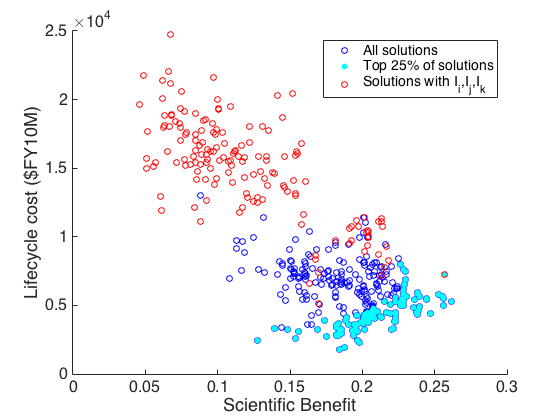 ×10⁴
2.5
2
1.5
1
0.5
0
0 0.05 0.1 0.15 0.2 0.25 0.3
Lifecycle cost ($FY10M)
Scientific Benefit
All solutions
Top 25% of solutions
Solutions with I_i,I_j,I_k